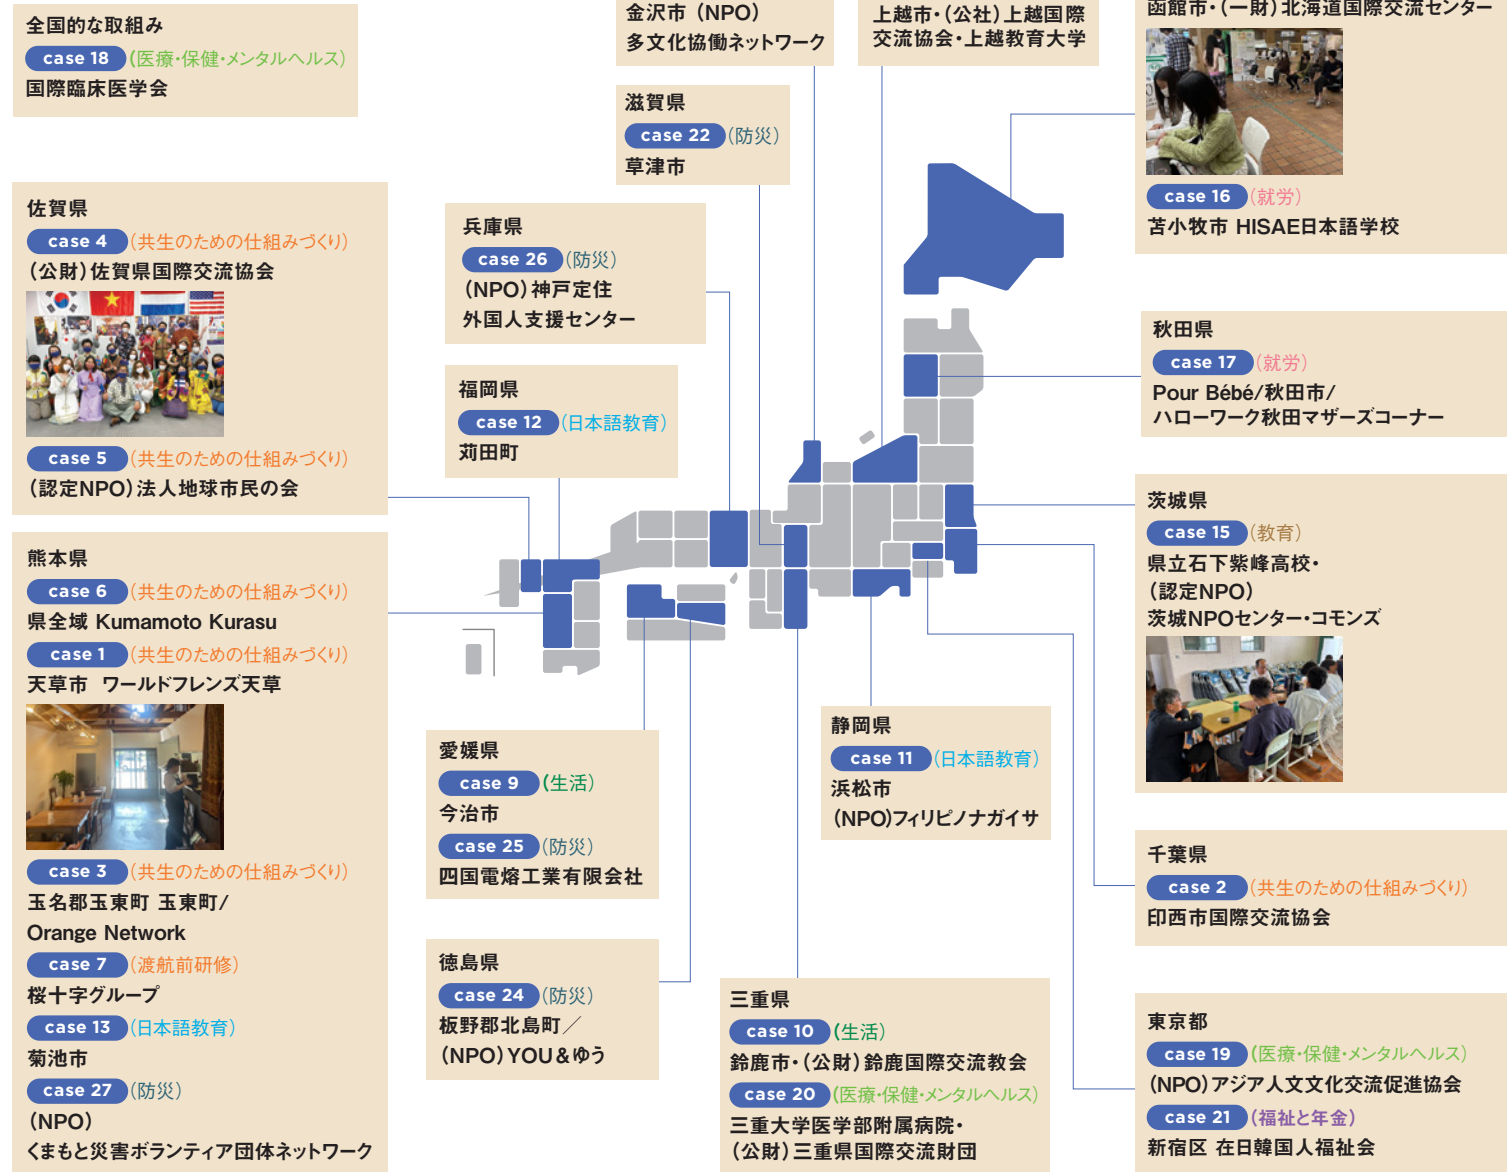 全国的な取組み
case 18 (医療・保健・メンタルヘルス)
国際臨床医学会
佐賀県
case 4 (共生のための仕組みづくり)
(公財)佐賀県国際交流協会
case 5 (共生のための仕組みづくり)
(認定NPO)法人地球市民の会
熊本県
case 6 (共生のための仕組みづくり)
県全域 Kumamoto Kurasu
case 1 (共生のための仕組みづくり)
天草市 ワールドフレンズ天草
case 3 (共生のための仕組みづくり)
玉名郡玉東町 玉東町/
Orange Network
case 7 (渡航前研修)
桜十字グループ
case 13 (日本語教育)
菊池市
case 27 (防災)
(NPO)
くまもと災害ボランティア団体ネットワーク
金沢市 (NPO)
多文化協働ネットワーク
滋賀県
case 22 (防災)
草津市
兵庫県
case 26 (防災)
(NPO)神戸定住
外国人支援センター
福岡県
case 12 (日本語教育)
苅田町
愛媛県
case 9 (生活)
今治市
case 25 (防災)
四国電熔工業有限会社
徳島県
case 24 (防災)
板野郡北島町／
(NPO)YOU&ゆう
上越市・(公社)上越国際
交流協会・上越教育大学
静岡県
case 11 (日本語教育)
浜松市
(NPO)フィリピノナガイサ
三重県
case 10 (生活)
鈴鹿市・(公財)鈴鹿国際交流教会
case 20 (医療・保健・メンタルヘルス)
三重大学医学部附属病院・
(公財)三重県国際交流財団
函館市・(一財)北海道国際交流センター
case 16 (就労)
苫小牧市 HISAE日本語学校
秋田県
case 17 (就労)
Pour Bébé/秋田市/
ハローワーク秋田マザーズコーナー
茨城県
case 15 (教育)
県立石下紫峰高校・
(認定NPO)
茨城NPOセンター・コモンズ
千葉県
case 2 (共生のための仕組みづくり)
印西市国際交流協会
東京都
case 19 (医療・保健・メンタルヘルス)
(NPO)アジア人文文化交流促進協会
case 21 (福祉と年金)
新宿区 在日韓国人福祉会